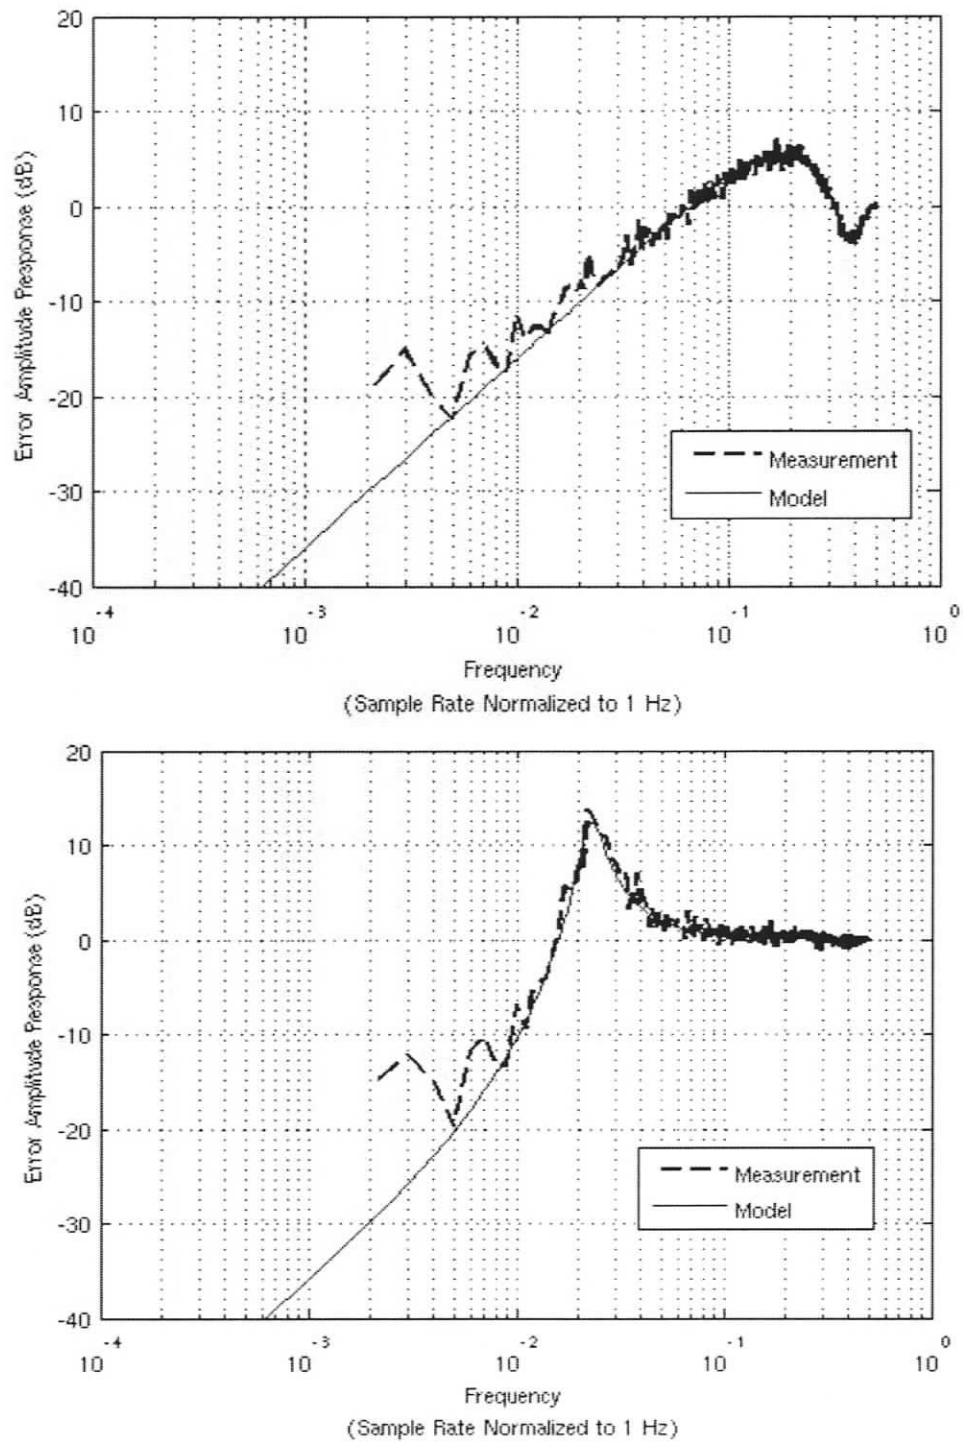 20
10
0
-10
-20
-30
-40
Error Amplitude Response (dB)
Measurement
Model
10^-4 10^-3 10^-2 10^-1 10^0
Frequency
(Sample Rate Normalized to 1 Hz)
20
10
0
-10
-20
-30
-40
Error Amplitude Response (dB)
Measurement
Model
10^-4 10^-3 10^-2 10^-1 10^0
Frequency
(Sample Rate Normalized to 1 Hz)